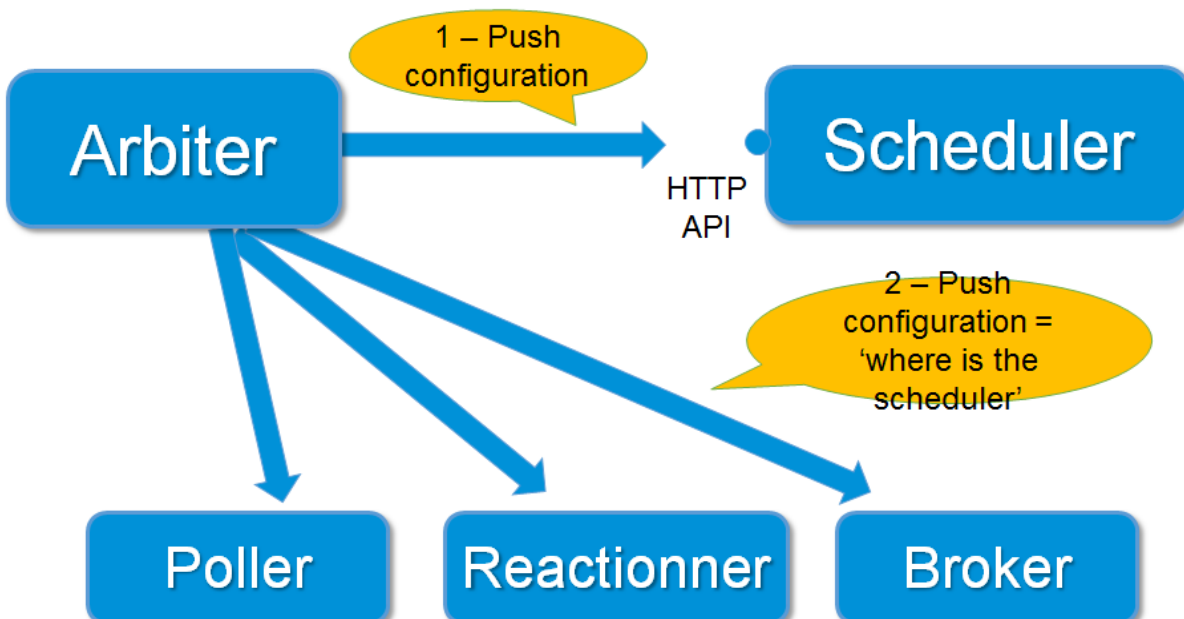 1 – Push
configuration
Arbiter
Scheduler
HTTP
API
2 – Push
configuration =
‘where is the
scheduler’
Poller
Reactionner
Broker